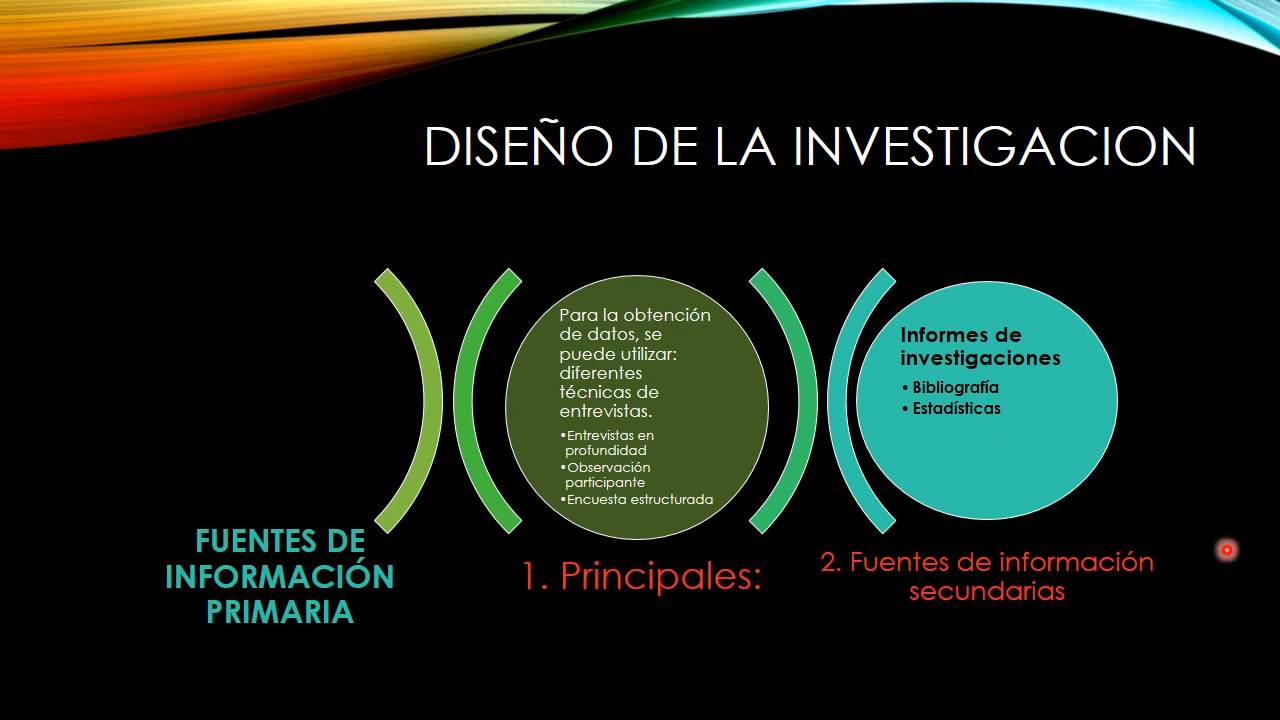 DISEÑO DE LA INVESTIGACION
Para la obtención
de datos, se
puede utilizar:
diferentes
técnicas de
entrevistas.
•Entrevistas en
profundidad
•Observación
participante
•Encuesta estructurada
Informes de
investigaciones
• Bibliografía
• Estadísticas
FUENTES DE
INFORMACIÓN
PRIMARIA
1. Principales:
2. Fuentes de información
secundarias